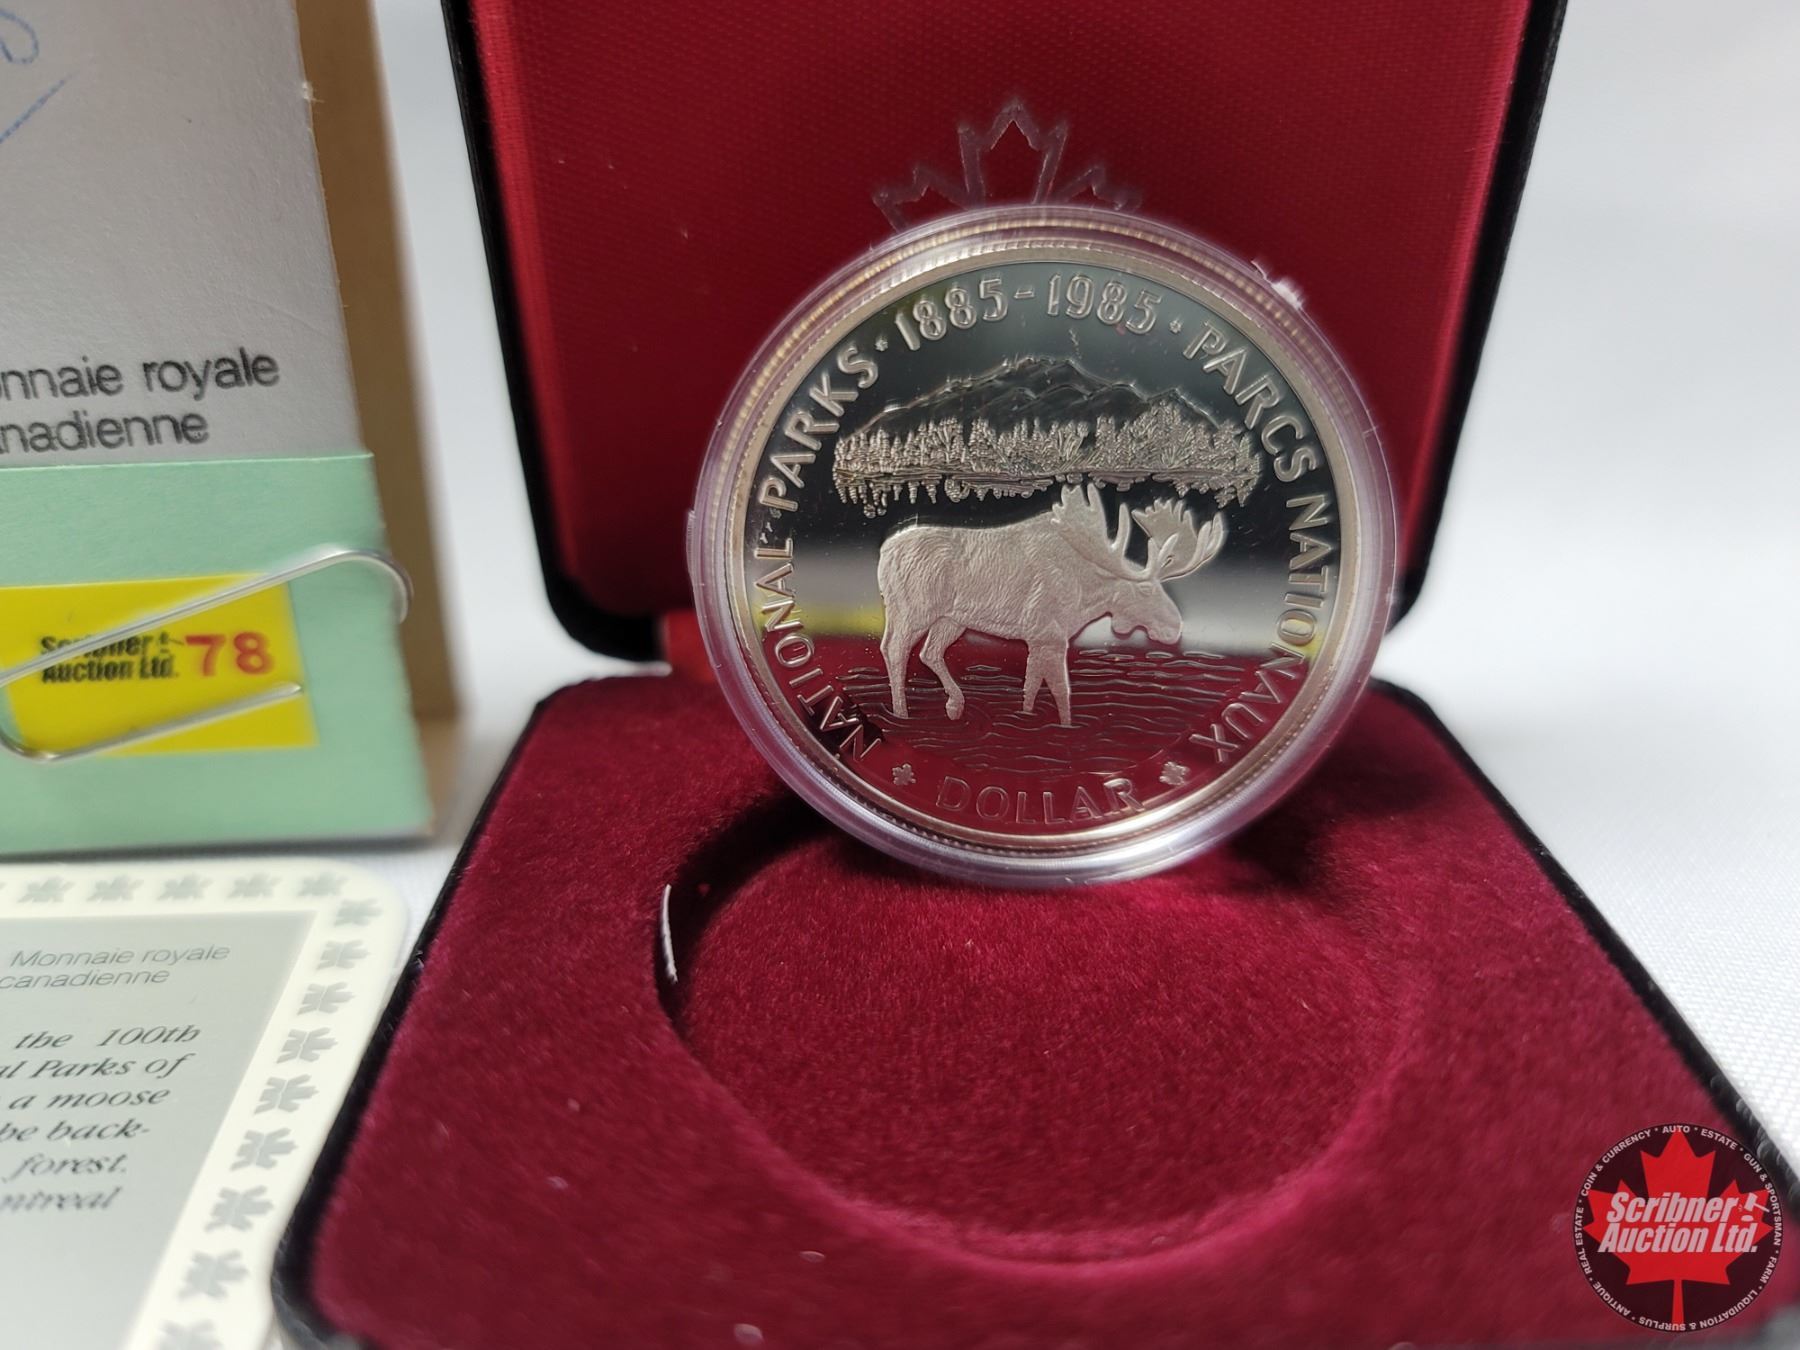 onnaie royale
nadienne
Scribner
Auction Ltd. 78
Monnaie royale
canadienne
the 100th
al Parks of
a moose
be back-
forest.
ntreal
NATIONAL PARKS · 1885-1985 · PARCS NATIONAUX
DOLLAR
COIN & CURRENCY * AUTO * ESTATE * GUN & SPORTSMAN * FARM * LIQUIDATION & SURPLUS * ANTIQUE * REAL ESTATE *
Scribner
Auction Ltd.